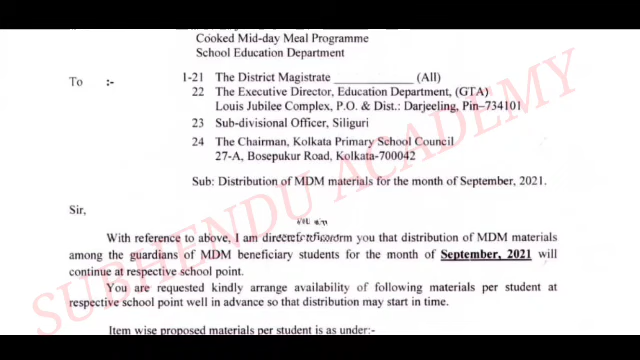 Cooked Mid-day Meal Programme
School Education Department
To :- 1-21 The District Magistrate ____________ (All)
22 The Executive Director, Education Department, (GTA)
Louis Jubilee Complex, P.O. & Dist.: Darjeeling, Pin-734101
23 Sub-divisional Officer, Siliguri
24 The Chairman, Kolkata Primary School Council
27-A, Bosepukur Road, Kolkata-700042
Sub: Distribution of MDM materials for the month of September, 2021.
Sir,
With reference to above, I am you that distribution of MDM materials
among the guardians of MDM beneficiary students for the month of September, 2021 will
continue at respective school point.
You are requested kindly arrange availability of following materials per student at
respective school point well in advance so that distribution may start in time.
Item wise proposed materials per student is as under:-
SUBHENDU ACADEMY